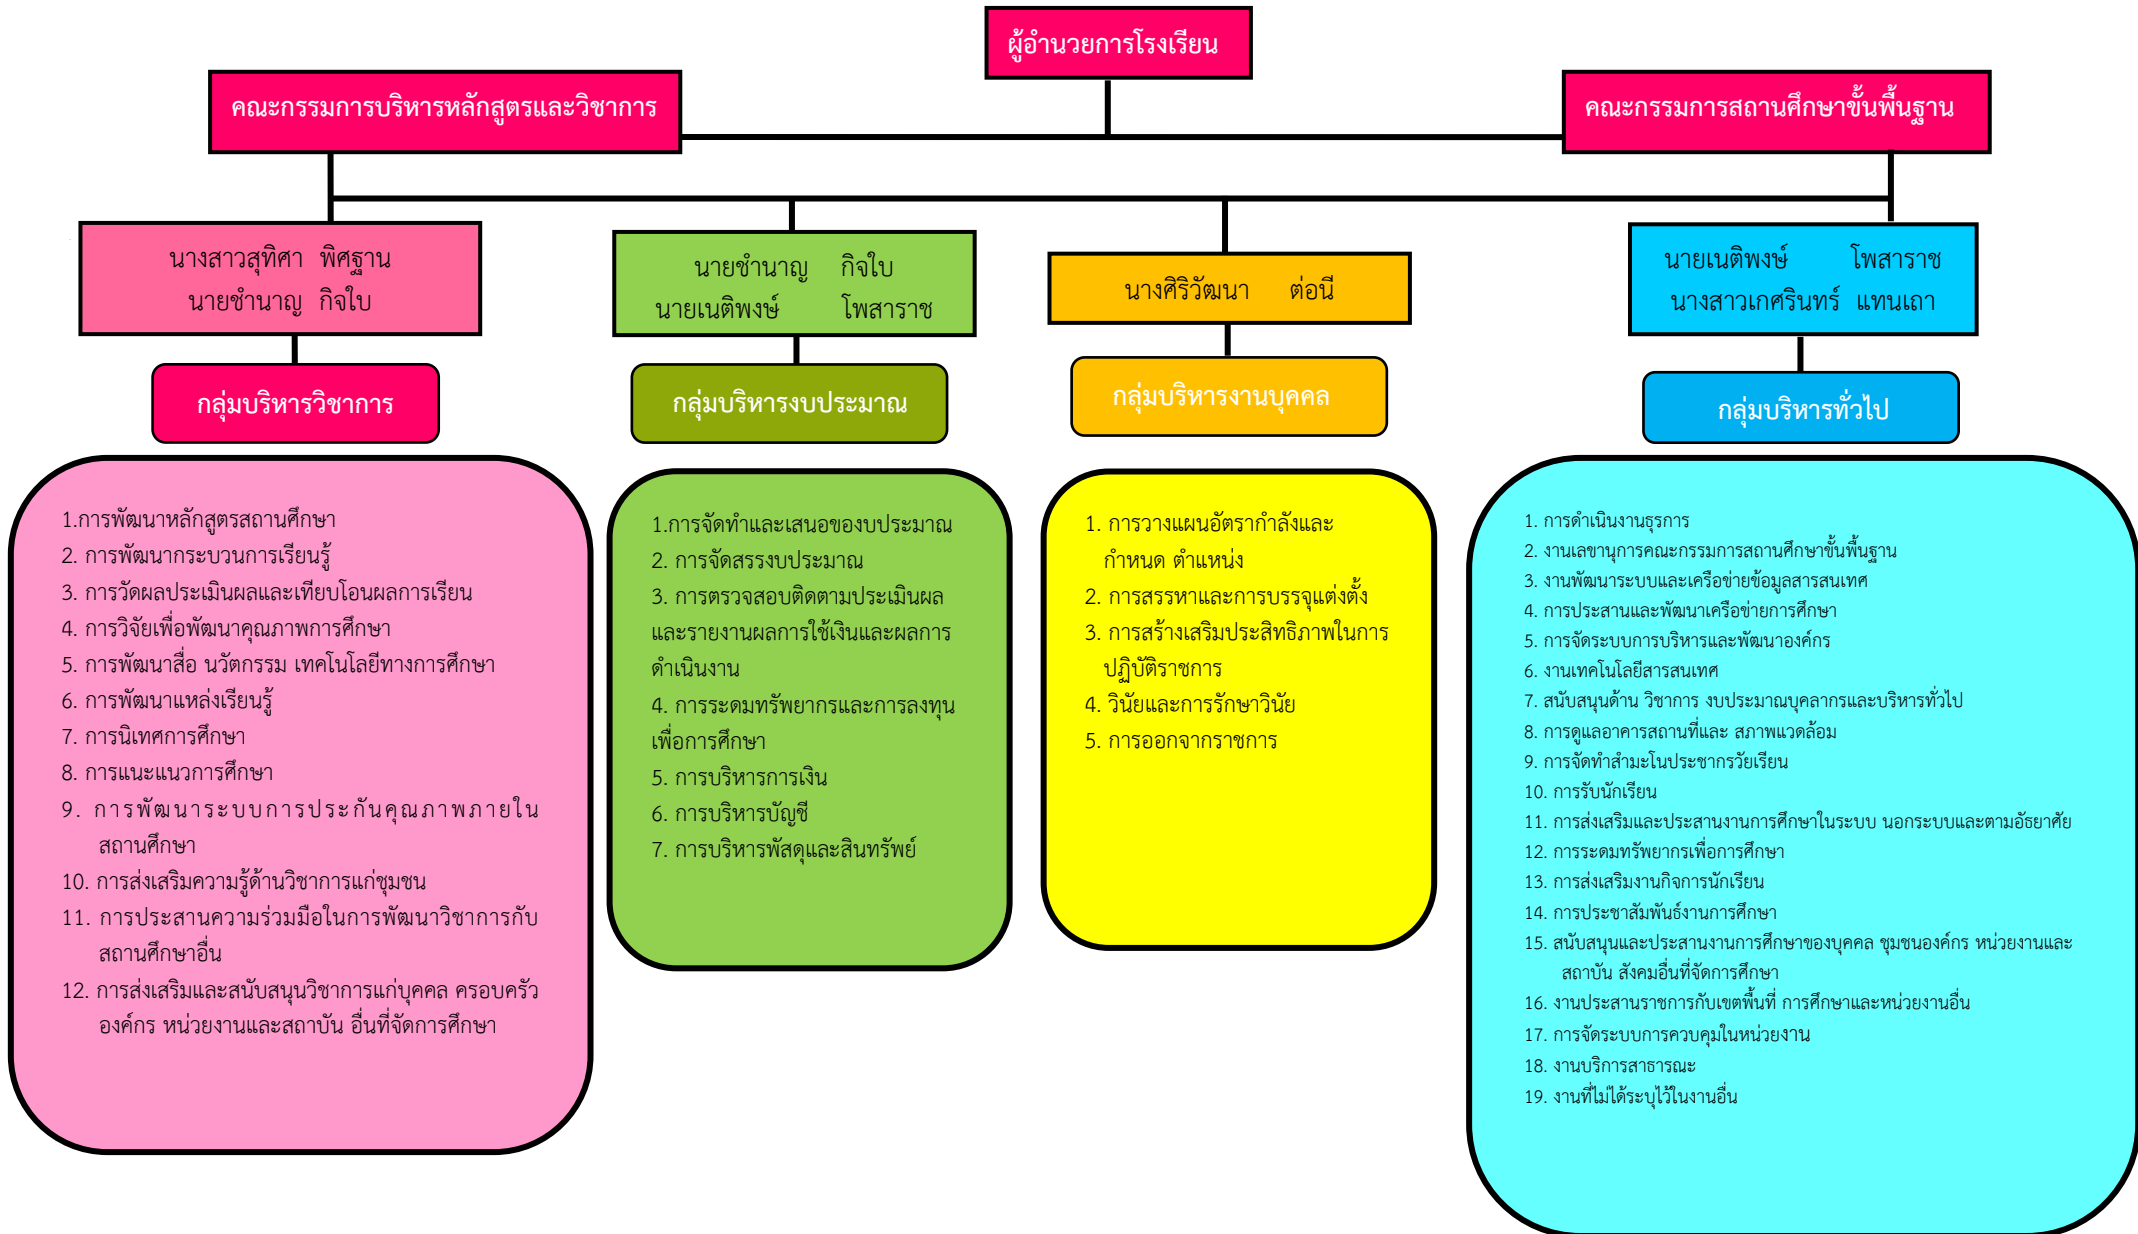 ผู้อำนวยการโรงเรียน
คณะกรรมการบริหารหลักสูตรและวิชาการ
คณะกรรมการสถานศึกษาขั้นพื้นฐาน
นางสาวสุทิศา พิศฐาน
นายชำนาญ กิจใบ
นายชำนาญ กิจใบ
นายเนติพงษ์ โพสาราช
นางศิริวัฒนา ต่อนี
นายเนติพงษ์ โพสาราช
นางสาวเกศรินทร์ แทนเถา
กลุ่มบริหารวิชาการ
กลุ่มบริหารงบประมาณ
กลุ่มบริหารงานบุคคล
กลุ่มบริหารทั่วไป
1.การพัฒนาหลักสูตรสถานศึกษา
2. การพัฒนากระบวนการเรียนรู้
3. การวัดผลประเมินผลและเทียบโอนผลการเรียน
4. การวิจัยเพื่อพัฒนาคุณภาพการศึกษา
5. การพัฒนาสื่อ นวัตกรรม เทคโนโลยีทางการศึกษา
6. การพัฒนาแหล่งเรียนรู้
7. การนิเทศการศึกษา
8. การแนะแนวการศึกษา
9. การพัฒนาระบบการประกันคุณภาพภายใน
สถานศึกษา
10. การส่งเสริมความรู้ด้านวิชาการแก่ชุมชน
11. การประสานความร่วมมือในการพัฒนาวิชาการกับ
สถานศึกษาอื่น
12. การส่งเสริมและสนับสนุนวิชาการแก่บุคคล ครอบครัว
องค์กร หน่วยงานและสถาบัน อื่นที่จัดการศึกษา
1.การจัดทำและเสนอของบประมาณ
2. การจัดสรรงบประมาณ
3. การตรวจสอบติดตามประเมินผล
และรายงานผลการใช้เงินและผลการ
ดำเนินงาน
4. การระดมทรัพยากรและการลงทุน
เพื่อการศึกษา
5. การบริหารการเงิน
6. การบริหารบัญชี
7. การบริหารพัสดุและสินทรัพย์
1. การวางแผนอัตรากำลังและ
กำหนด ตำแหน่ง
2. การสรรหาและการบรรจุแต่งตั้ง
3. การสร้างเสริมประสิทธิภาพในการ
ปฏิบัติราชการ
4. วินัยและการรักษาวินัย
5. การออกจากราชการ
1. การดำเนินงานธุรการ
2. งานเลขานุการคณะกรรมการสถานศึกษาขั้นพื้นฐาน
3. งานพัฒนาระบบและเครือข่ายข้อมูลสารสนเทศ
4. การประสานและพัฒนาเครือข่ายการศึกษา
5. การจัดระบบการบริหารและพัฒนาองค์กร
6. งานเทคโนโลยีสารสนเทศ
7. สนับสนุนด้าน วิชาการ งบประมาณบุคลากรและบริหารทั่วไป
8. การดูแลอาคารสถานที่และ สภาพแวดล้อม
9. การจัดทำสำมะโนประชากรวัยเรียน
10. การรับนักเรียน
11. การส่งเสริมและประสานงานการศึกษาในระบบ นอกระบบและตามอัธยาศัย
12. การระดมทรัพยากรเพื่อการศึกษา
13. การส่งเสริมงานกิจการนักเรียน
14. การประชาสัมพันธ์งานการศึกษา
15. สนับสนุนและประสานงานการศึกษาของบุคคล ชุมชนองค์กร หน่วยงานและ
สถาบัน สังคมอื่นที่จัดการศึกษา
16. งานประสานราชการกับเขตพื้นที่ การศึกษาและหน่วยงานอื่น
17. การจัดระบบการควบคุมในหน่วยงาน
18. งานบริการสาธารณะ
19. งานที่ไม่ได้ระบุไว้ในงานอื่น